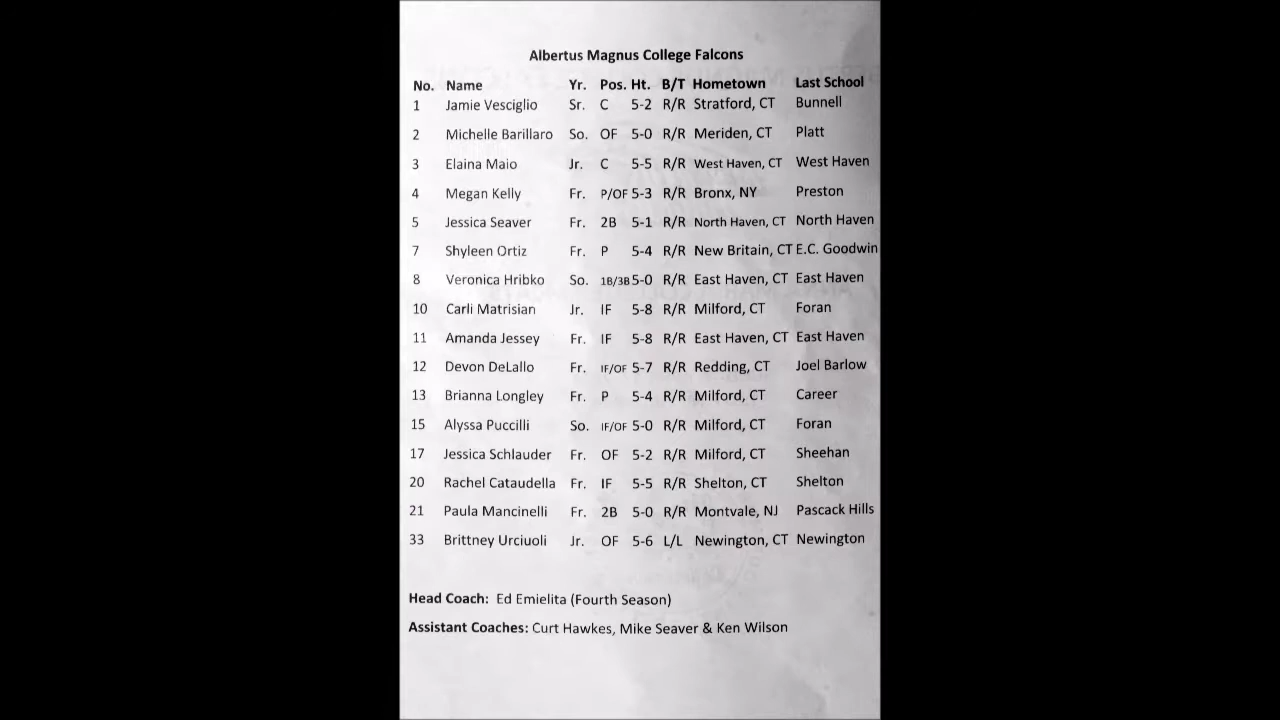 Albertus Magnus College Falcons
No. Name Yr. Pos. Ht. B/T Hometown Last School
1 Jamie Vesciglio Sr. C 5-2 R/R Stratford, CT Bunnell
2 Michelle Barillaro So. OF 5-0 R/R Meriden, CT Platt
3 Elaina Maio Jr. C 5-5 R/R West Haven, CT West Haven
4 Megan Kelly Fr. P/OF 5-3 R/R Bronx, NY Preston
5 Jessica Seaver Fr. 2B 5-1 R/R North Haven, CT North Haven
7 Shyleen Ortiz Fr. P 5-4 R/R New Britain, CT E.C. Goodwin
8 Veronica Hribko So. 1B/3B 5-0 R/R East Haven, CT East Haven
10 Carli Matrisian Jr. IF 5-8 R/R Milford, CT Foran
11 Amanda Jessey Fr. IF 5-8 R/R East Haven, CT East Haven
12 Devon DeLallo Fr. IF/OF 5-7 R/R Redding, CT Joel Barlow
13 Brianna Longley Fr. P 5-4 R/R Milford, CT Career
15 Alyssa Puccilli So. IF/OF 5-0 R/R Milford, CT Foran
17 Jessica Schlauder Fr. OF 5-2 R/R Milford, CT Sheehan
20 Rachel Cataudella Fr. IF 5-5 R/R Shelton, CT Shelton
21 Paula Mancinelli Fr. 2B 5-0 R/R Montvale, NJ Pascack Hills
33 Brittney Urciuoli Jr. OF 5-6 L/L Newington, CT Newington
Head Coach: Ed Emielita (Fourth Season)
Assistant Coaches: Curt Hawkes, Mike Seaver & Ken Wilson